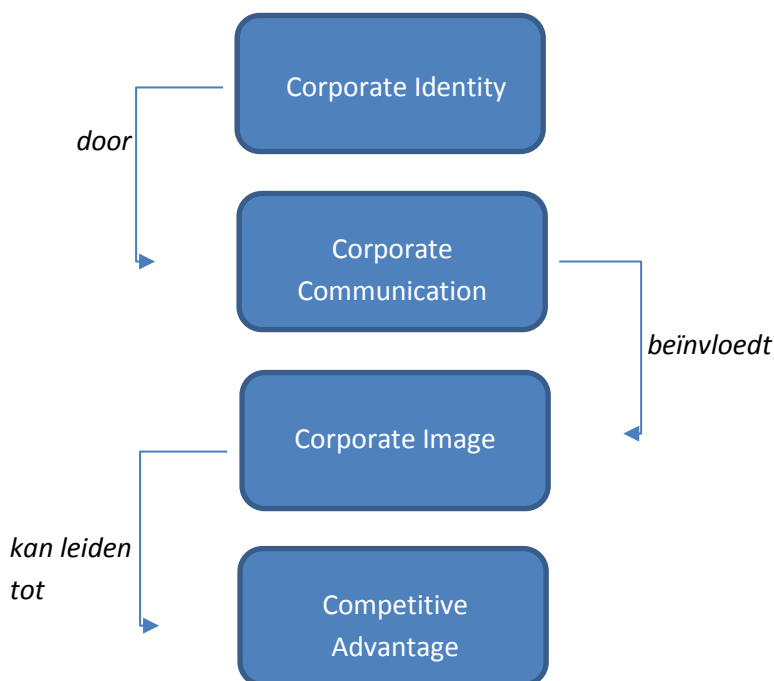 Corporate Identity
door
Corporate
Communication
beïnvloedt
Corporate Image
kan leiden
tot
Competitive
Advantage